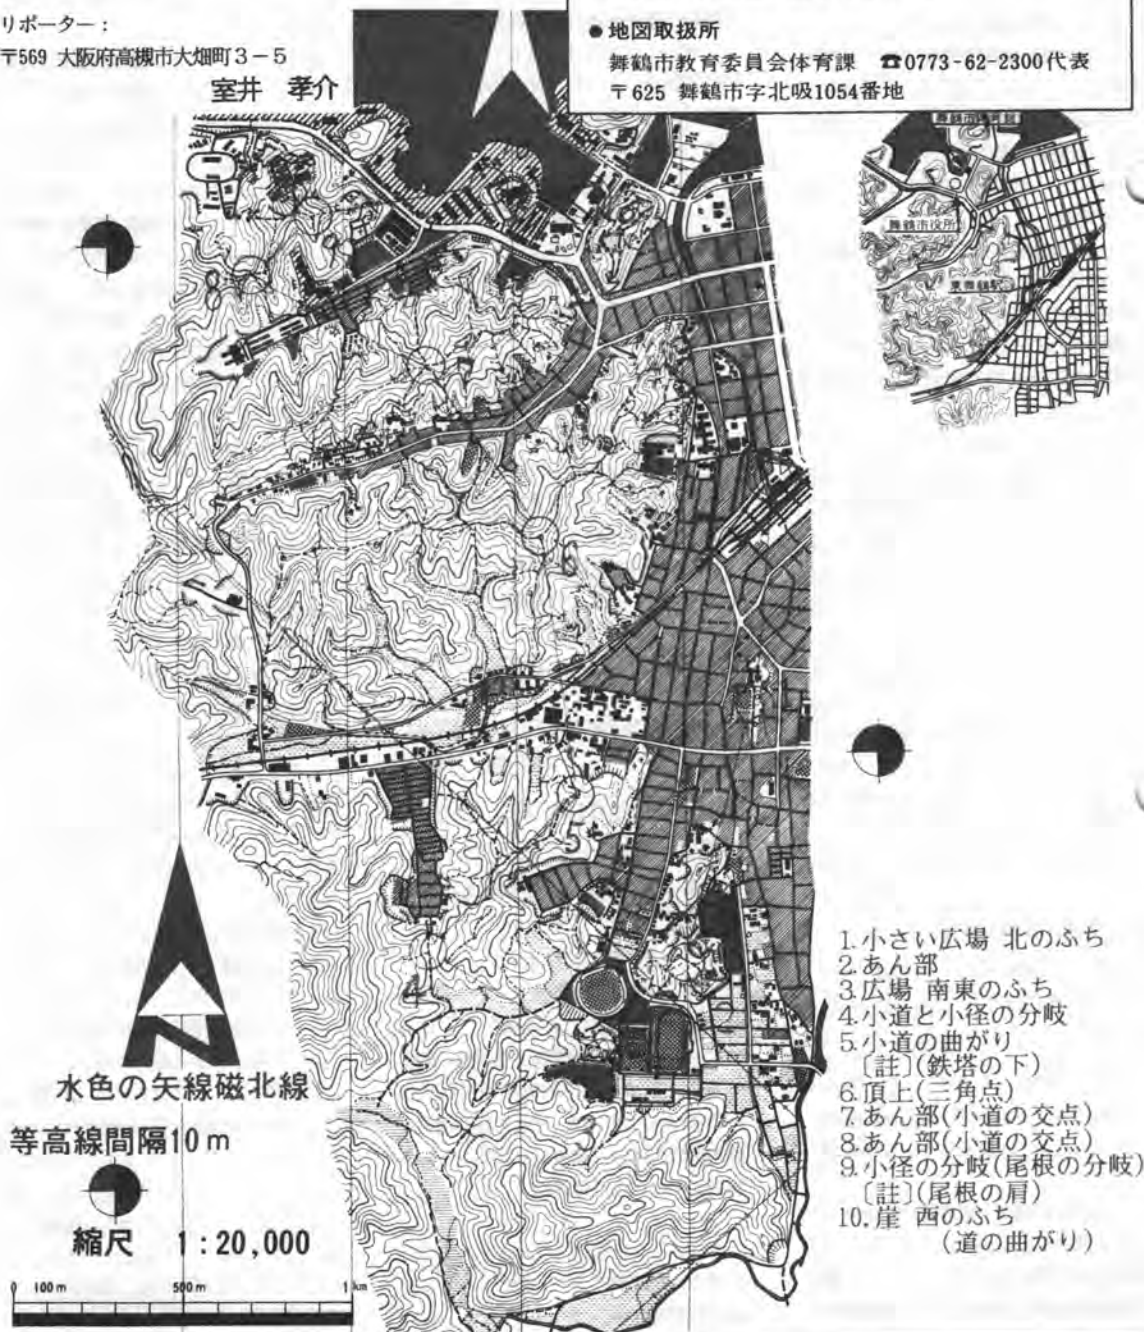 リポーター：
〒569 大阪府高槻市大畑町3－5
室井 孝介
●地図取扱所
舞鶴市教育委員会体育課 ☎0773-62-2300代表
〒625 舞鶴市字北吸1054番地
舞鶴市役所
東舞鶴駅
1.小さい広場 北のふち
2.あん部
3.広場 南東のふち
4.小道と小径の分岐
5.小道の曲がり
〔註〕(鉄塔の下)
6.頂上(三角点)
7.あん部(小道の交点)
8.あん部(小道の交点)
9.小径の分岐(尾根の分岐)
〔註〕(尾根の肩)
10.崖 西のふち
(道の曲がり)
N
水色の矢線磁北線
等高線間隔10m
縮尺 1:20,000
0 100m 500m 1km